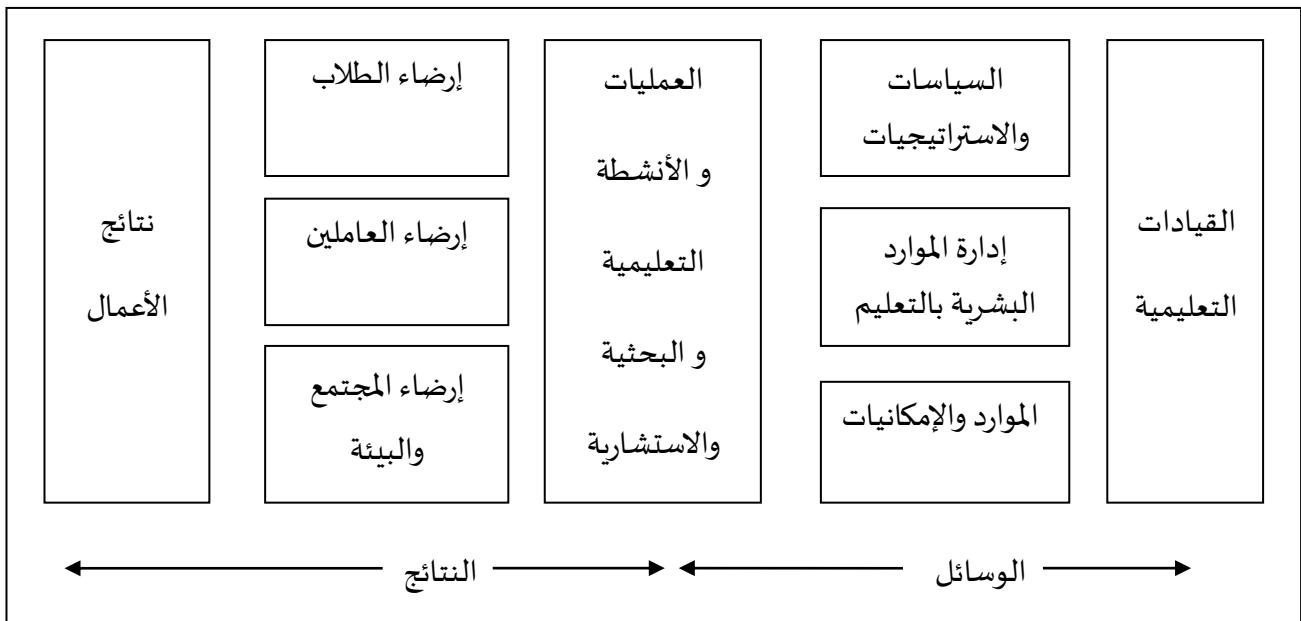 القيادات
التعليمية
السياسات
والاستراتيجيات
إدارة الموارد
البشرية بالتعليم
الموارد والإمكانيات
العمليات
و الأنشطة
التعليمية
و البحثية
والاستشارية
إرضاء الطلاب
إرضاء العاملين
إرضاء المجتمع
والبيئة
نتائج
الأعمال
الوسائل
النتائج